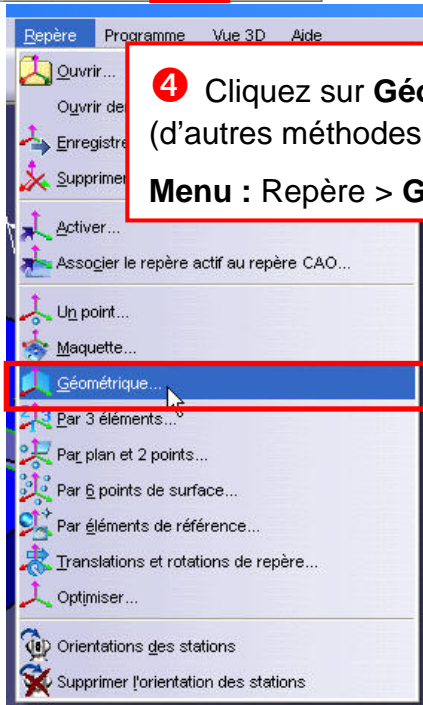 Repère Programme Vue 3D Aide
Ouvrir...
Ouvrir
Enregistre
Supprimer
4 Cliquez sur Géo
(d'autres méthodes
Menu : Repère > G
Activer...
Associer le repère actif au repère CAO...
Un point...
Maquette...
Géométrique...
Par 3 éléments...
Par plan et 2 points...
Par 6 points de surface...
Par éléments de référence...
Translations et rotations de repère...
Optimiser...
Orientations des stations
Supprimer l'orientation des stations